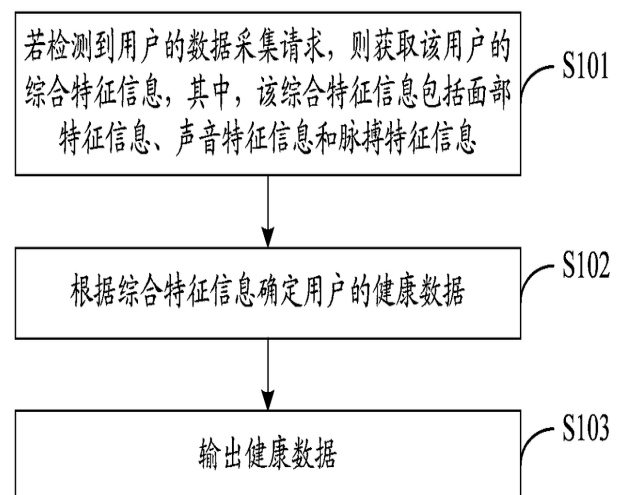 若检测到用户的数据采集请求，则获取该用户的
综合特征信息，其中，该综合特征信息包括面部
特征信息、声音特征信息和脉搏特征信息
S101
根据综合特征信息确定用户的健康数据
S102
输出健康数据
S103